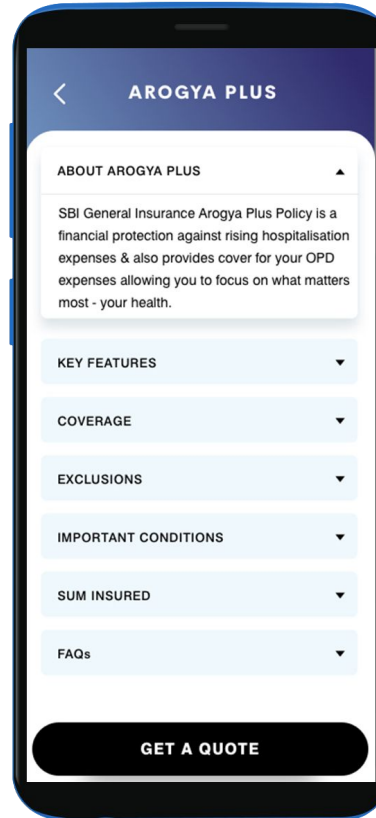 AROGYA PLUS
ABOUT AROGYA PLUS
SBI General Insurance Arogya Plus Policy is a
financial protection against rising hospitalisation
expenses & also provides cover for your OPD
expenses allowing you to focus on what matters
most - your health.
KEY FEATURES
COVERAGE
EXCLUSIONS
IMPORTANT CONDITIONS
SUM INSURED
FAQs
GET A QUOTE